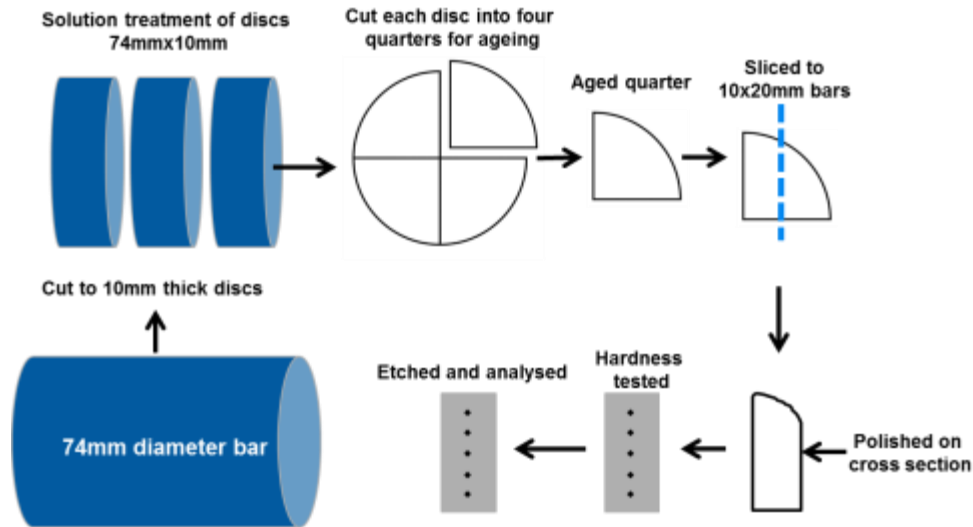 Solution treatment of discs
74mmx10mm
Cut each disc into four
quarters for ageing
Aged quarter
Sliced to
10x20mm bars
Cut to 10mm thick discs
74mm diameter bar
Etched and analysed
Hardness
tested
Polished on
cross section